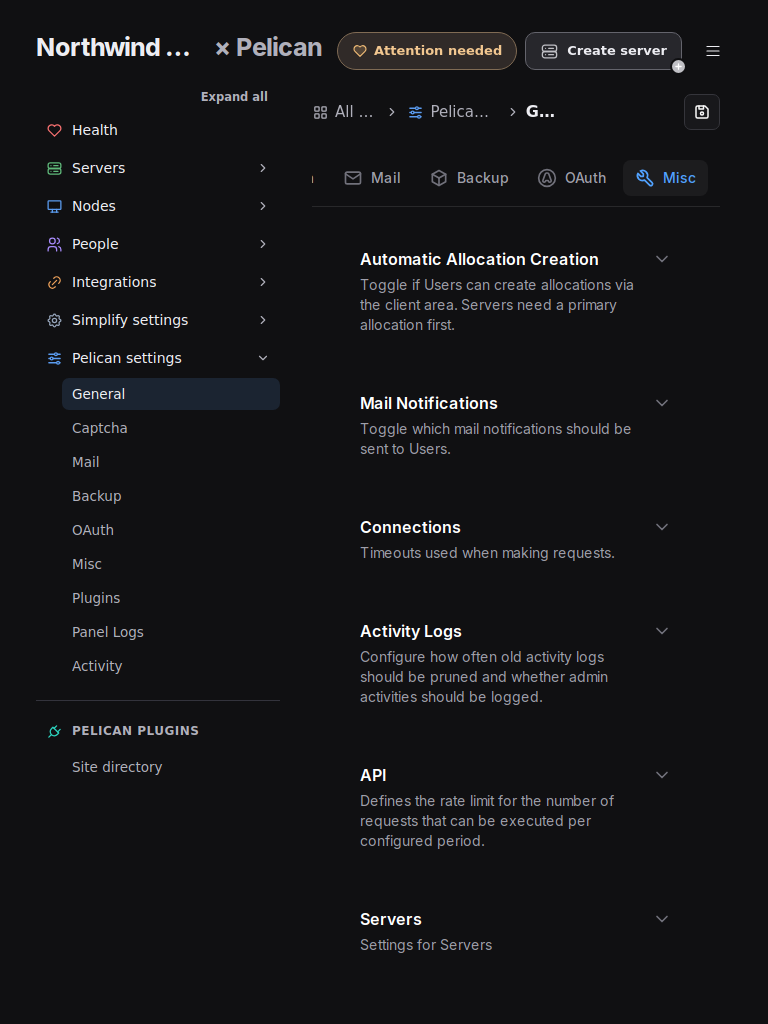 Northwind ... × Pelican
Attention needed
Create server
Expand all
Health
Servers
Nodes
People
Integrations
Simplify settings
Pelican settings
General
Captcha
Mail
Backup
OAuth
Misc
Plugins
Panel Logs
Activity
PELICAN PLUGINS
Site directory
All ... > Pelica... > G...
Mail
Backup
OAuth
Misc
Automatic Allocation Creation
Toggle if Users can create allocations via
the client area. Servers need a primary
allocation first.
Mail Notifications
Toggle which mail notifications should be
sent to Users.
Connections
Timeouts used when making requests.
Activity Logs
Configure how often old activity logs
should be pruned and whether admin
activities should be logged.
API
Defines the rate limit for the number of
requests that can be executed per
configured period.
Servers
Settings for Servers